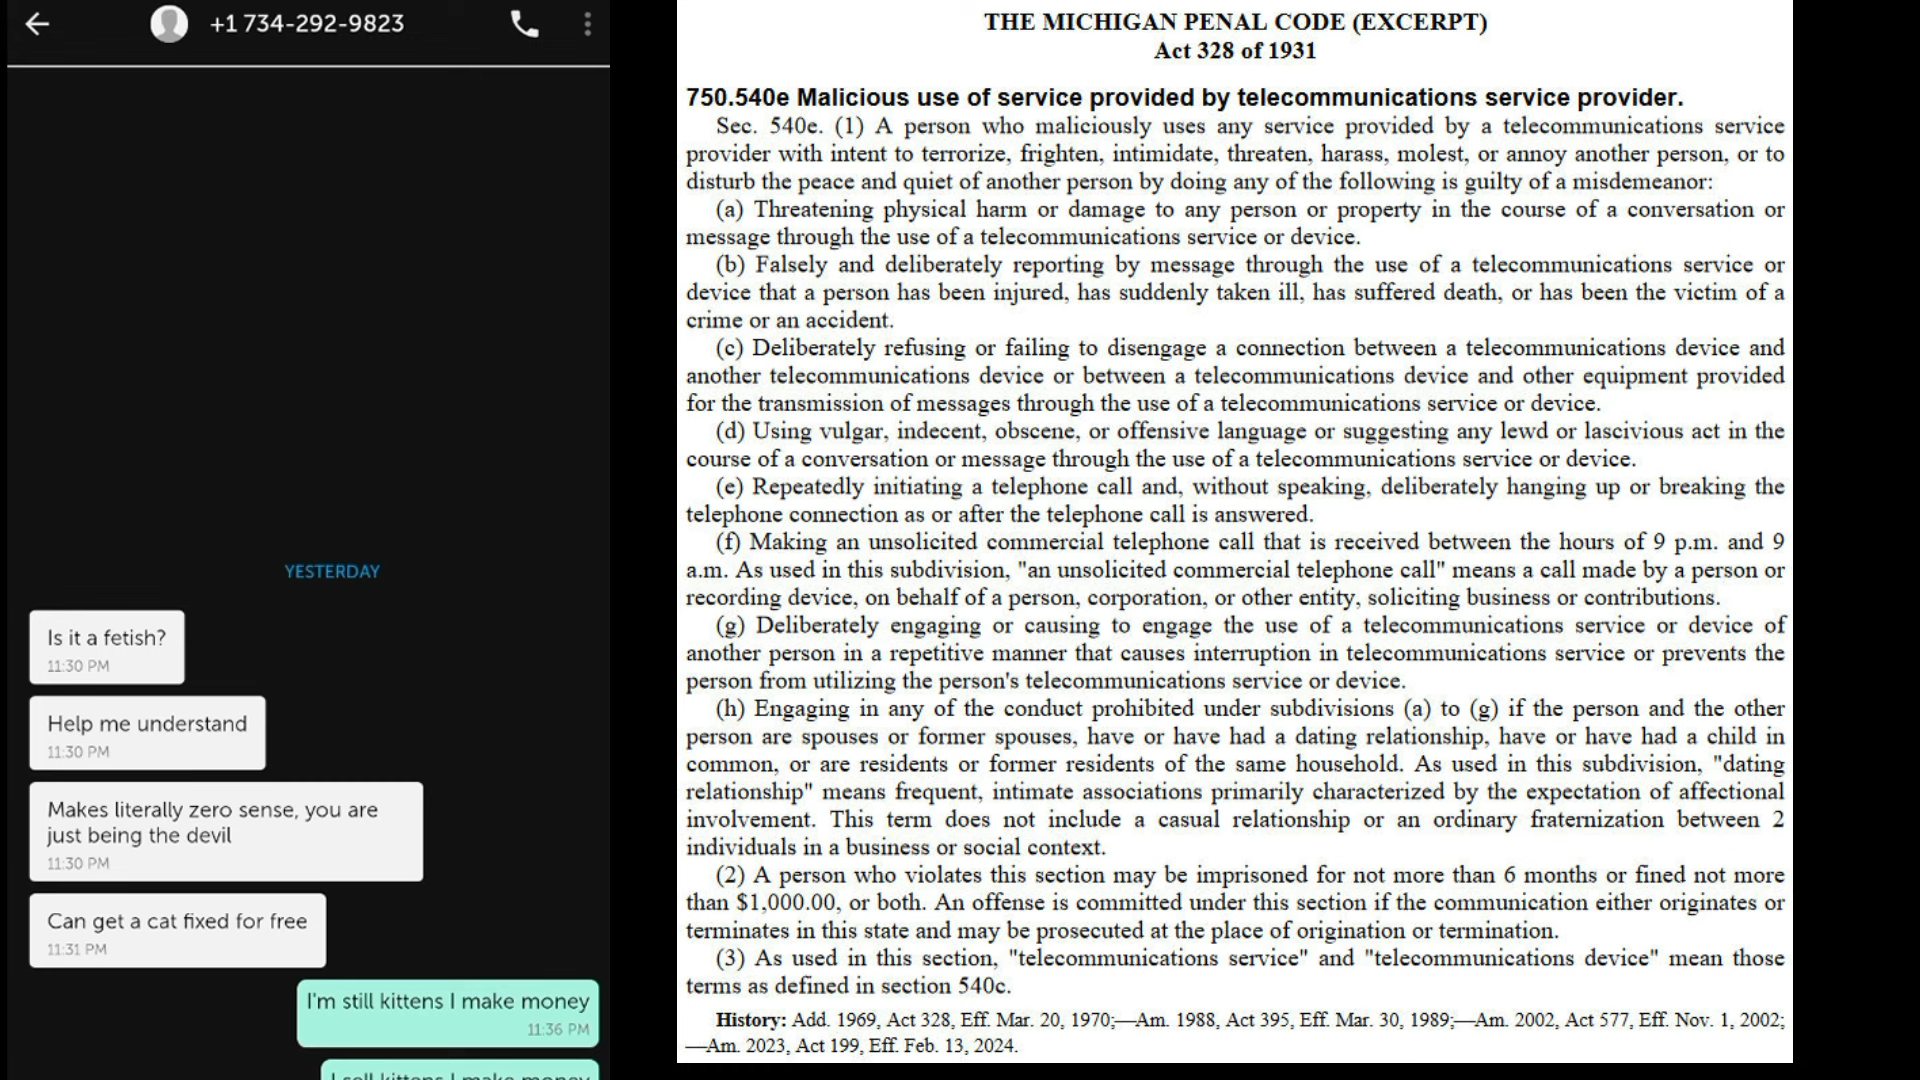 +1 734-292-9823
YESTERDAY
Is it a fetish?
11:30 PM
Help me understand
11:30 PM
Makes literally zero sense, you are
just being the devil
11:30 PM
Can get a cat fixed for free
11:31 PM
I'm still kittens I make money
11:36 PM
I sell kittens I make money
THE MICHIGAN PENAL CODE (EXCERPT)
Act 328 of 1931
750.540e Malicious use of service provided by telecommunications service provider.
Sec. 540e. (1) A person who maliciously uses any service provided by a telecommunications service
provider with intent to terrorize, frighten, intimidate, threaten, harass, molest, or annoy another person, or to
disturb the peace and quiet of another person by doing any of the following is guilty of a misdemeanor:
(a) Threatening physical harm or damage to any person or property in the course of a conversation or
message through the use of a telecommunications service or device.
(b) Falsely and deliberately reporting by message through the use of a telecommunications service or
device that a person has been injured, has suddenly taken ill, has suffered death, or has been the victim of a
crime or an accident.
(c) Deliberately refusing or failing to disengage a connection between a telecommunications device and
another telecommunications device or between a telecommunications device and other equipment provided
for the transmission of messages through the use of a telecommunications service or device.
(d) Using vulgar, indecent, obscene, or offensive language or suggesting any lewd or lascivious act in the
course of a conversation or message through the use of a telecommunications service or device.
(e) Repeatedly initiating a telephone call and, without speaking, deliberately hanging up or breaking the
telephone connection as or after the telephone call is answered.
(f) Making an unsolicited commercial telephone call that is received between the hours of 9 p.m. and 9
a.m. As used in this subdivision, "an unsolicited commercial telephone call" means a call made by a person or
recording device, on behalf of a person, corporation, or other entity, soliciting business or contributions.
(g) Deliberately engaging or causing to engage the use of a telecommunications service or device of
another person in a repetitive manner that causes interruption in telecommunications service or prevents the
person from utilizing the person's telecommunications service or device.
(h) Engaging in any of the conduct prohibited under subdivisions (a) to (g) if the person and the other
person are spouses or former spouses, have or have had a dating relationship, have or have had a child in
common, or are residents or former residents of the same household. As used in this subdivision, "dating
relationship" means frequent, intimate associations primarily characterized by the expectation of affectional
involvement. This term does not include a casual relationship or an ordinary fraternization between 2
individuals in a business or social context.
(2) A person who violates this section may be imprisoned for not more than 6 months or fined not more
than $1,000.00, or both. An offense is committed under this section if the communication either originates or
terminates in this state and may be prosecuted at the place of origination or termination.
(3) As used in this section, "telecommunications service" and "telecommunications device" mean those
terms as defined in section 540c.
History: Add. 1969, Act 328, Eff. Mar. 20, 1970;—Am. 1988, Act 395, Eff. Mar. 30, 1989;—Am. 2002, Act 577, Eff. Nov. 1, 2002;
—Am. 2023, Act 199, Eff. Feb. 13, 2024.